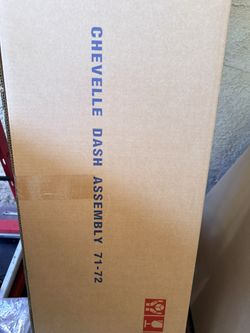 CHEVELLE DASH ASSEMBLY 71-72